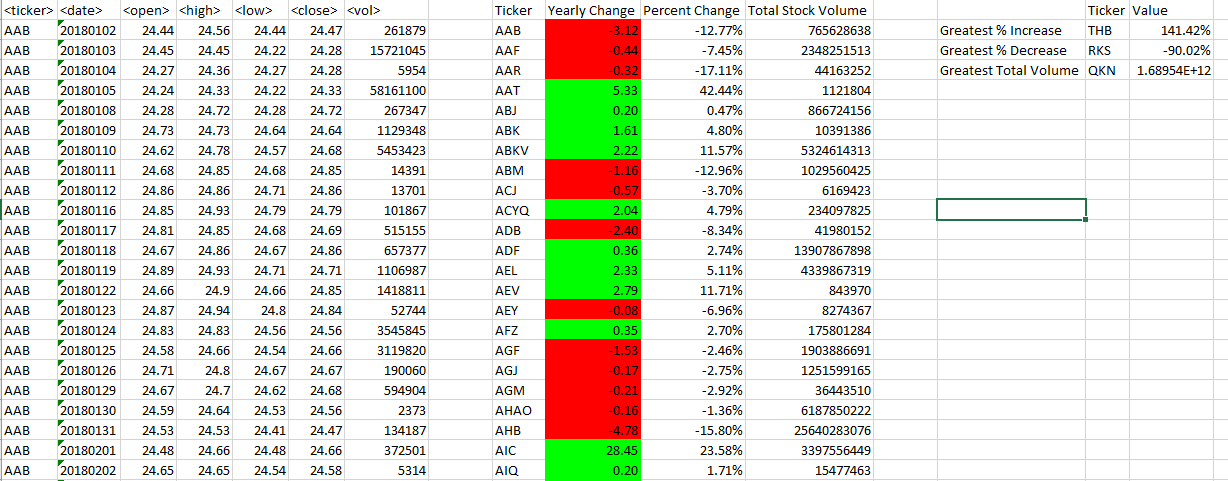 <ticker> <date> <open> <high> <low> <close> <vol> Ticker Yearly Change Percent Change Total Stock Volume Ticker Value
AAB 20180102 24.44 24.56 24.44 24.47 261879 AAB -3.12 -12.77% 765628638 Greatest % Increase THB 141.42%
AAB 20180103 24.45 24.45 24.22 24.28 15721045 AAF -0.44 -7.45% 2348251513 Greatest % Decrease RKS -90.02%
AAB 20180104 24.27 24.36 24.27 24.28 5954 AAR -0.32 -17.11% 44163252 Greatest Total Volume QKN 1.68954E+12
AAB 20180105 24.24 24.33 24.22 24.33 58161100 AAT 5.33 42.44% 1121804
AAB 20180108 24.28 24.72 24.28 24.72 267347 ABJ 0.20 0.47% 866724156
AAB 20180109 24.73 24.73 24.64 24.64 1129348 ABK 1.61 4.80% 10391386
AAB 20180110 24.62 24.78 24.57 24.68 5453423 ABKV 2.22 11.57% 5324614313
AAB 20180111 24.68 24.85 24.68 24.85 14391 ABM -1.16 -12.96% 1029560425
AAB 20180112 24.86 24.86 24.71 24.86 13701 ACJ -0.57 -3.70% 6169423
AAB 20180116 24.85 24.93 24.79 24.79 101867 ACYQ 2.04 4.79% 234097825
AAB 20180117 24.81 24.85 24.68 24.69 515155 ADB -2.40 -8.34% 41980152
AAB 20180118 24.67 24.86 24.67 24.86 657377 ADF 0.36 2.74% 13907867898
AAB 20180119 24.89 24.93 24.71 24.71 1106987 AEL 2.33 5.11% 4339867319
AAB 20180122 24.66 24.9 24.66 24.85 1418811 AEV 2.79 11.71% 843970
AAB 20180123 24.87 24.94 24.8 24.84 52744 AEY -0.08 -6.96% 8274367
AAB 20180124 24.83 24.83 24.56 24.56 3545845 AFZ 0.35 2.70% 175801284
AAB 20180125 24.58 24.66 24.54 24.66 3119820 AGF -1.53 -2.46% 1903886691
AAB 20180126 24.71 24.8 24.67 24.67 190060 AGJ -0.17 -2.75% 1251599165
AAB 20180129 24.67 24.7 24.62 24.68 594904 AGM -0.21 -2.92% 36443510
AAB 20180130 24.59 24.64 24.53 24.56 2373 AHAO -0.16 -1.36% 6187850222
AAB 20180131 24.53 24.53 24.41 24.47 134187 AHB -4.78 -15.80% 25640283076
AAB 20180201 24.48 24.66 24.48 24.66 372501 AIC 28.45 23.58% 3397556449
AAB 20180202 24.65 24.65 24.54 24.58 5314 AIQ 0.20 1.71% 15477463